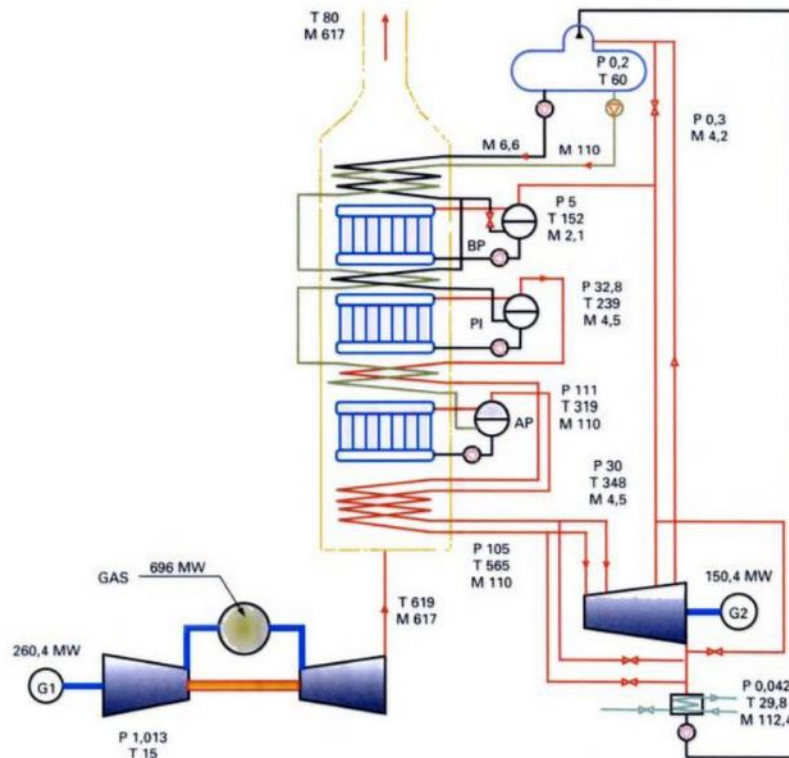 T 80
M 617
P 0,2
T 60
P 0,3
M 4,2
M 6,6
M 110
P 5
T 152
M 2,1
BP
P 32,8
T 239
M 4,5
PI
P 111
T 319
M 110
AP
P 30
T 348
M 4,5
P 105
T 565
M 110
696 MW
GAS
T 619
M 617
150,4 MW
G2
260,4 MW
G1
P 0,042
T 29,8
M 112,4
P 1,013
T 15